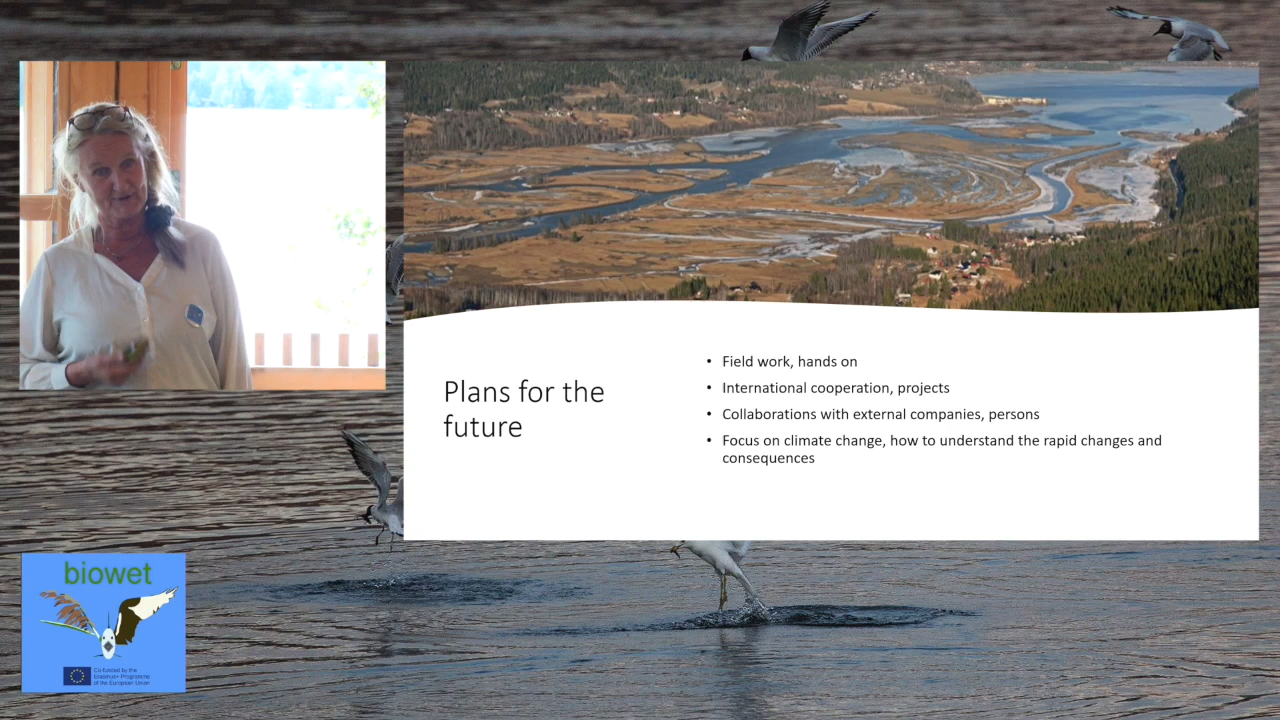 Plans for the
future
• Field work, hands on
• International cooperation, projects
• Collaborations with external companies, persons
• Focus on climate change, how to understand the rapid changes and
consequences
biowet
Co-funded by the
Erasmus+ Programme
of the European Union